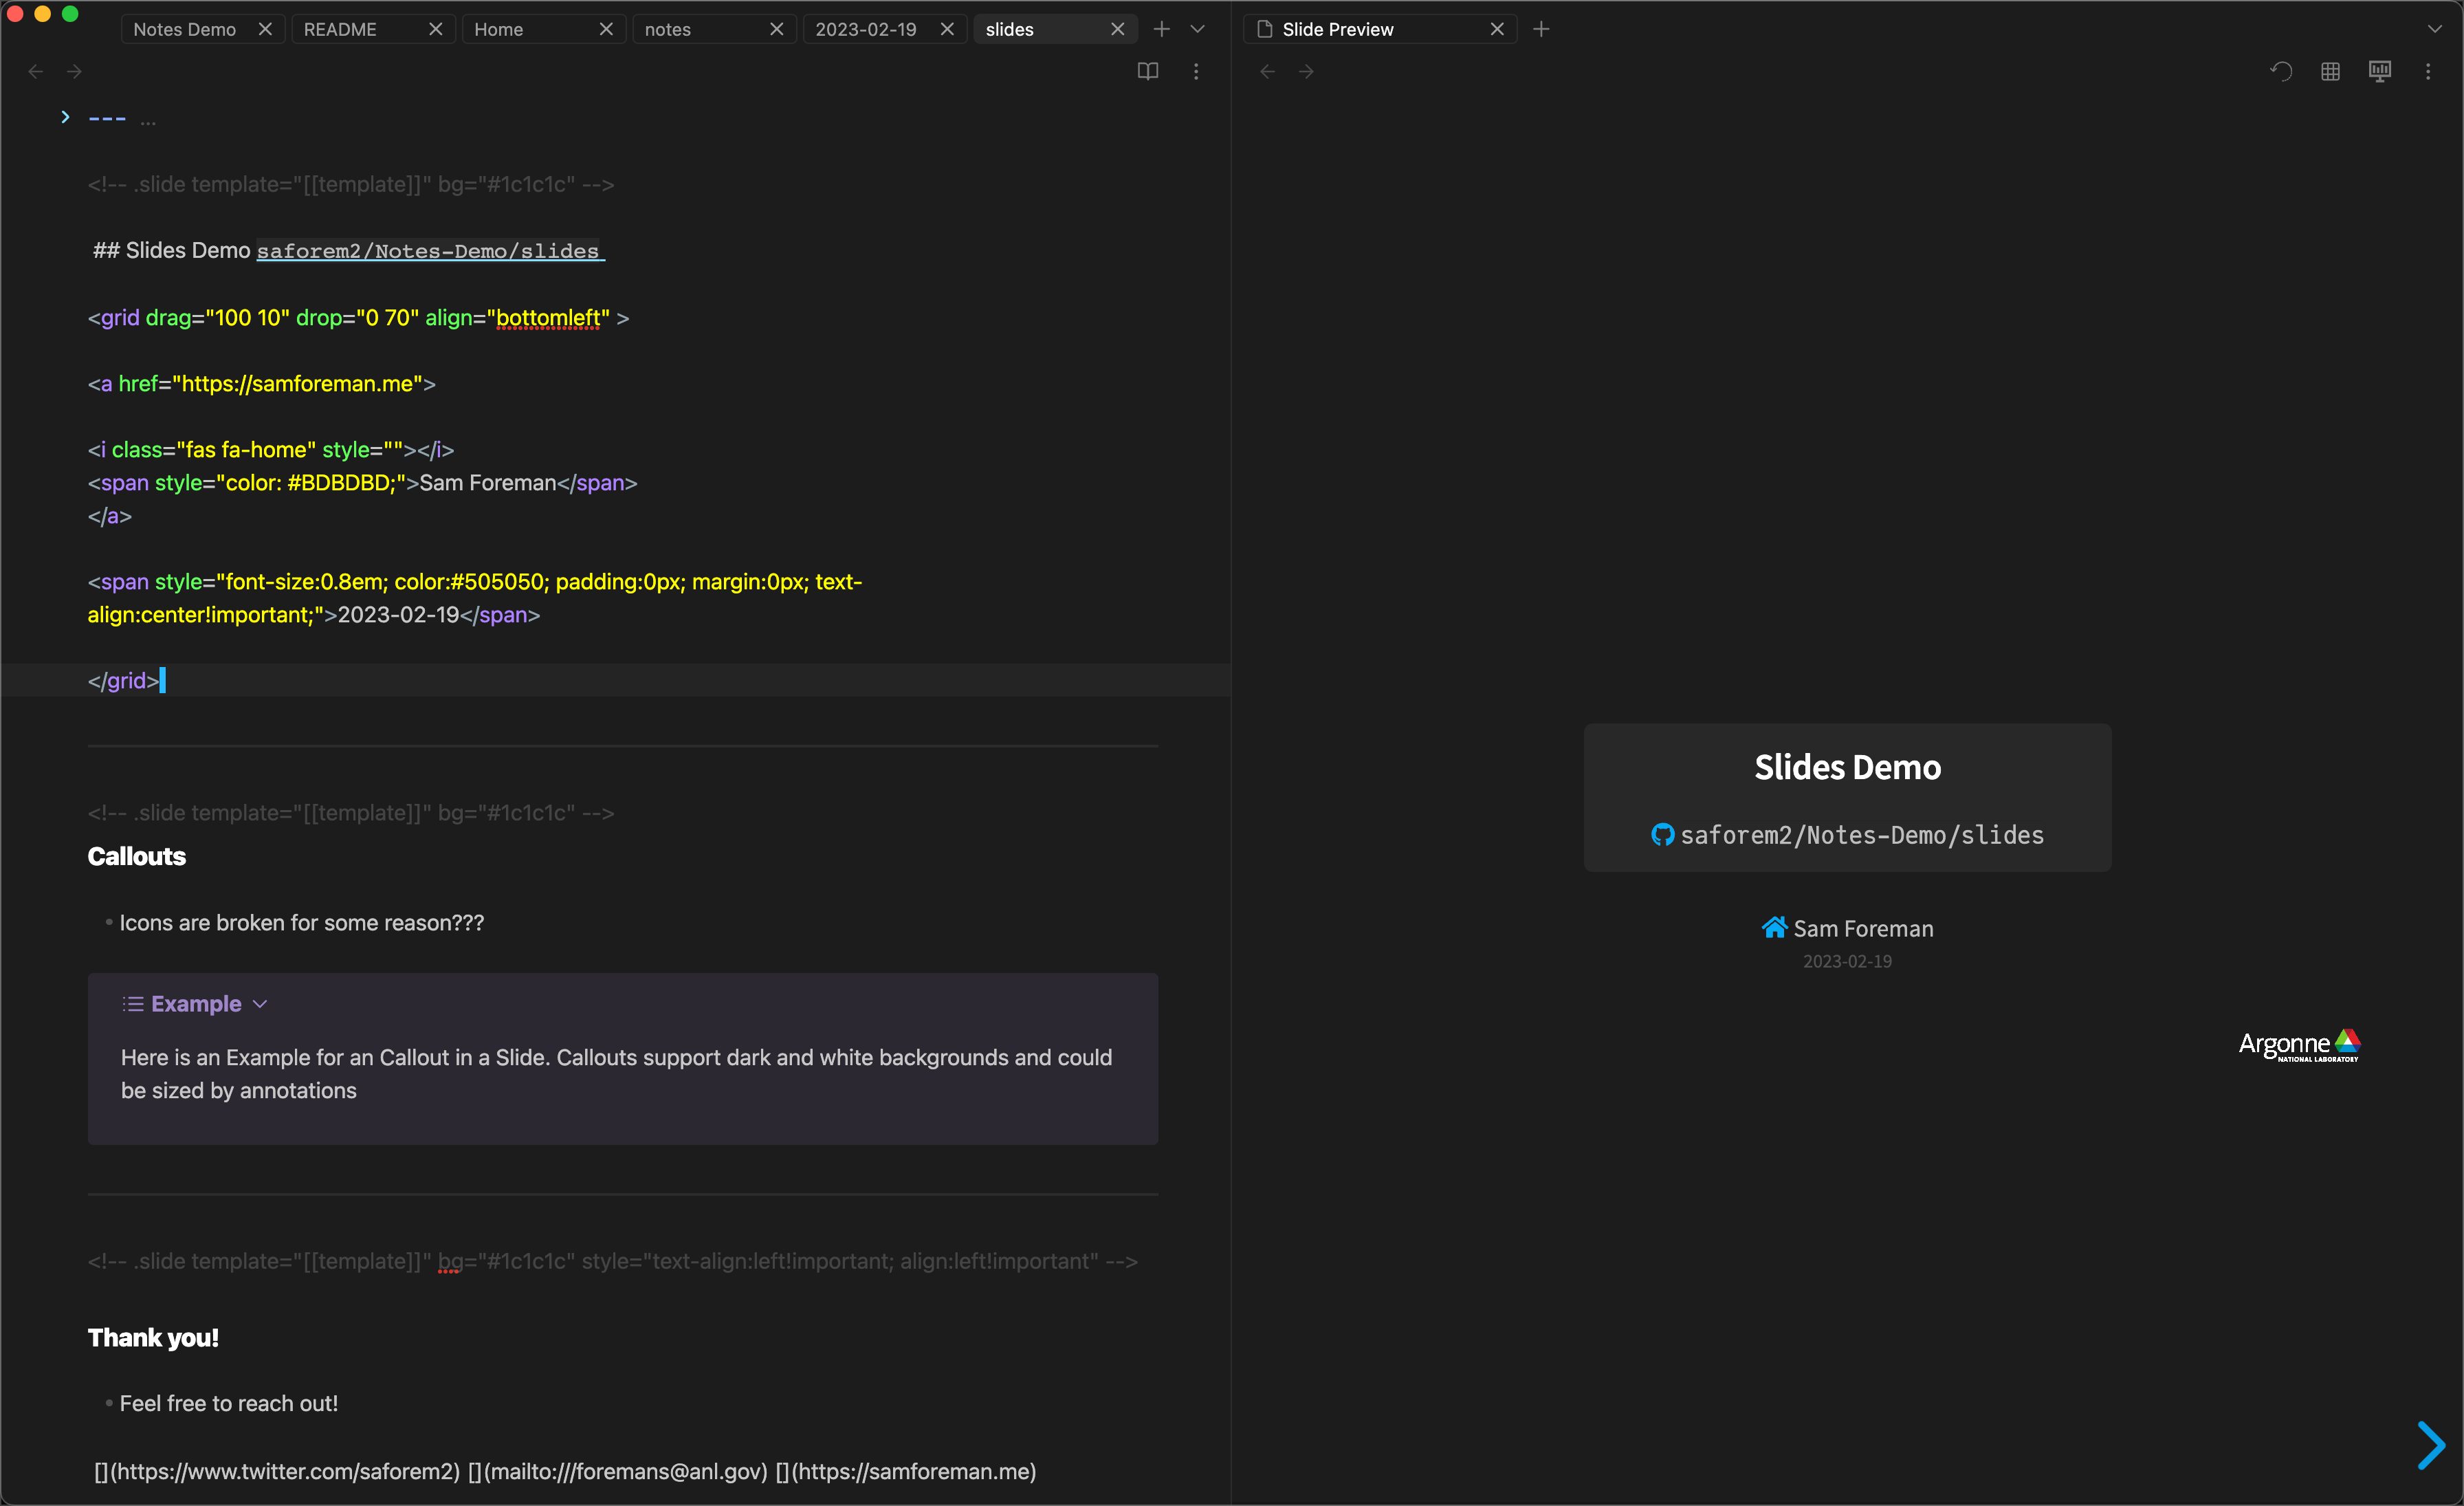 Notes Demo
README
Home
notes
2023-02-19
slides
Slide Preview
--- ...
<!-- .slide template="[[template]]" bg="#1c1c1c" -->
## Slides Demo saforem2/Notes-Demo/slides
<grid drag="100 10" drop="0 70" align="bottomleft" >
<a href="https://samforeman.me">
<i class="fas fa-home" style=""></i>
<span style="color: #BDBDBD;">Sam Foreman</span>
</a>
<span style="font-size:0.8em; color:#505050; padding:0px; margin:0px; text-
align:center!important;">2023-02-19</span>
</grid>
<!-- .slide template="[[template]]" bg="#1c1c1c" -->
Callouts
• Icons are broken for some reason???
Example
Here is an Example for an Callout in a Slide. Callouts support dark and white backgrounds and could
be sized by annotations
<!-- .slide template="[[template]]" bg="#1c1c1c" style="text-align:left!important; align:left!important" -->
Thank you!
• Feel free to reach out!
[](https://www.twitter.com/saforem2) [](mailto:///foremans@anl.gov) [](https://samforeman.me)
Slides Demo
saforem2/Notes-Demo/slides
Sam Foreman
2023-02-19
Argonne
NATIONAL LABORATORY